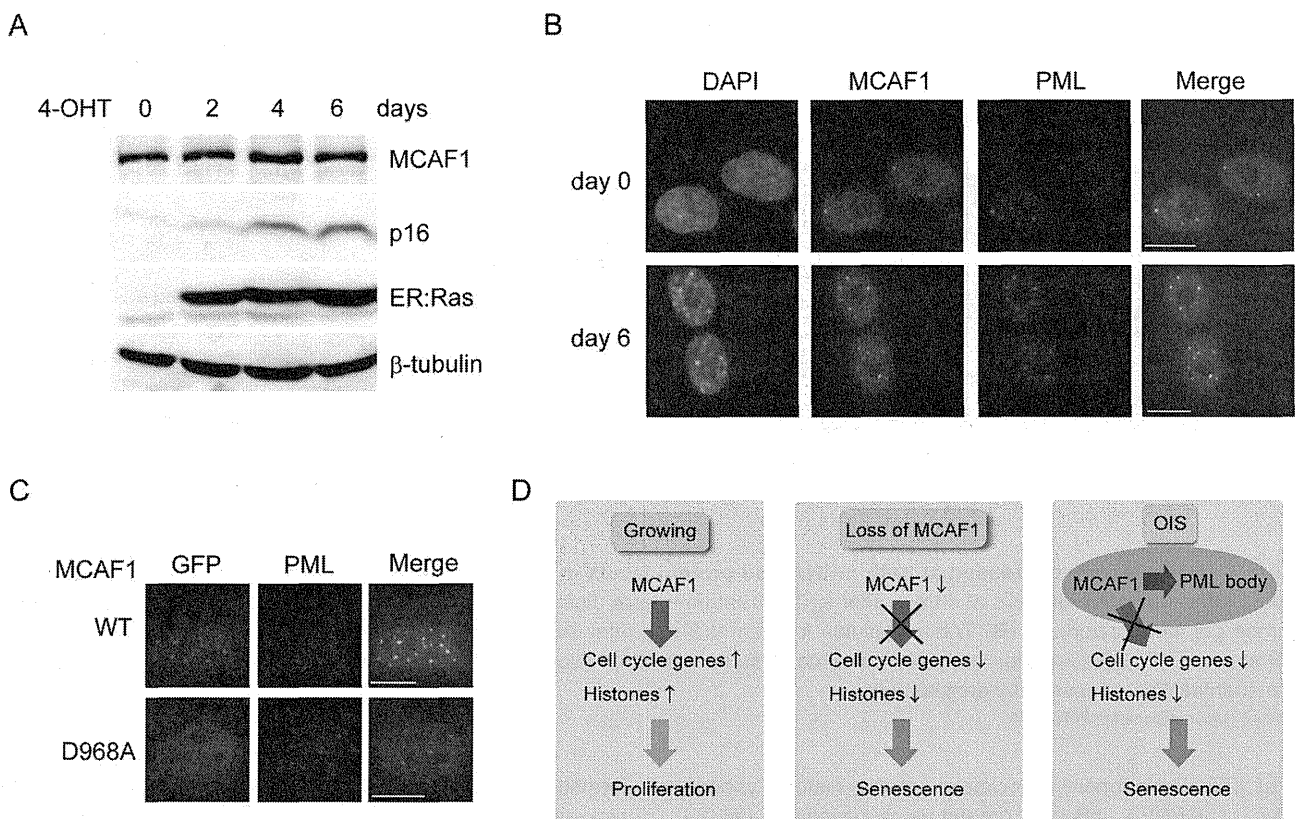 A
4-OHT 0 2 4 6 days
MCAF1
p16
ER:Ras
β-tubulin
B
DAPI MCAF1 PML Merge
day 0
day 6
C
MCAF1 GFP PML Merge
WT
D968A
D
Growing
MCAF1
Cell cycle genes ↑
Histones ↑
Proliferation
Loss of MCAF1
MCAF1 ↓
Cell cycle genes ↓
Histones ↓
Senescence
OIS
MCAF1 PML body
Cell cycle genes ↓
Histones ↓
Senescence